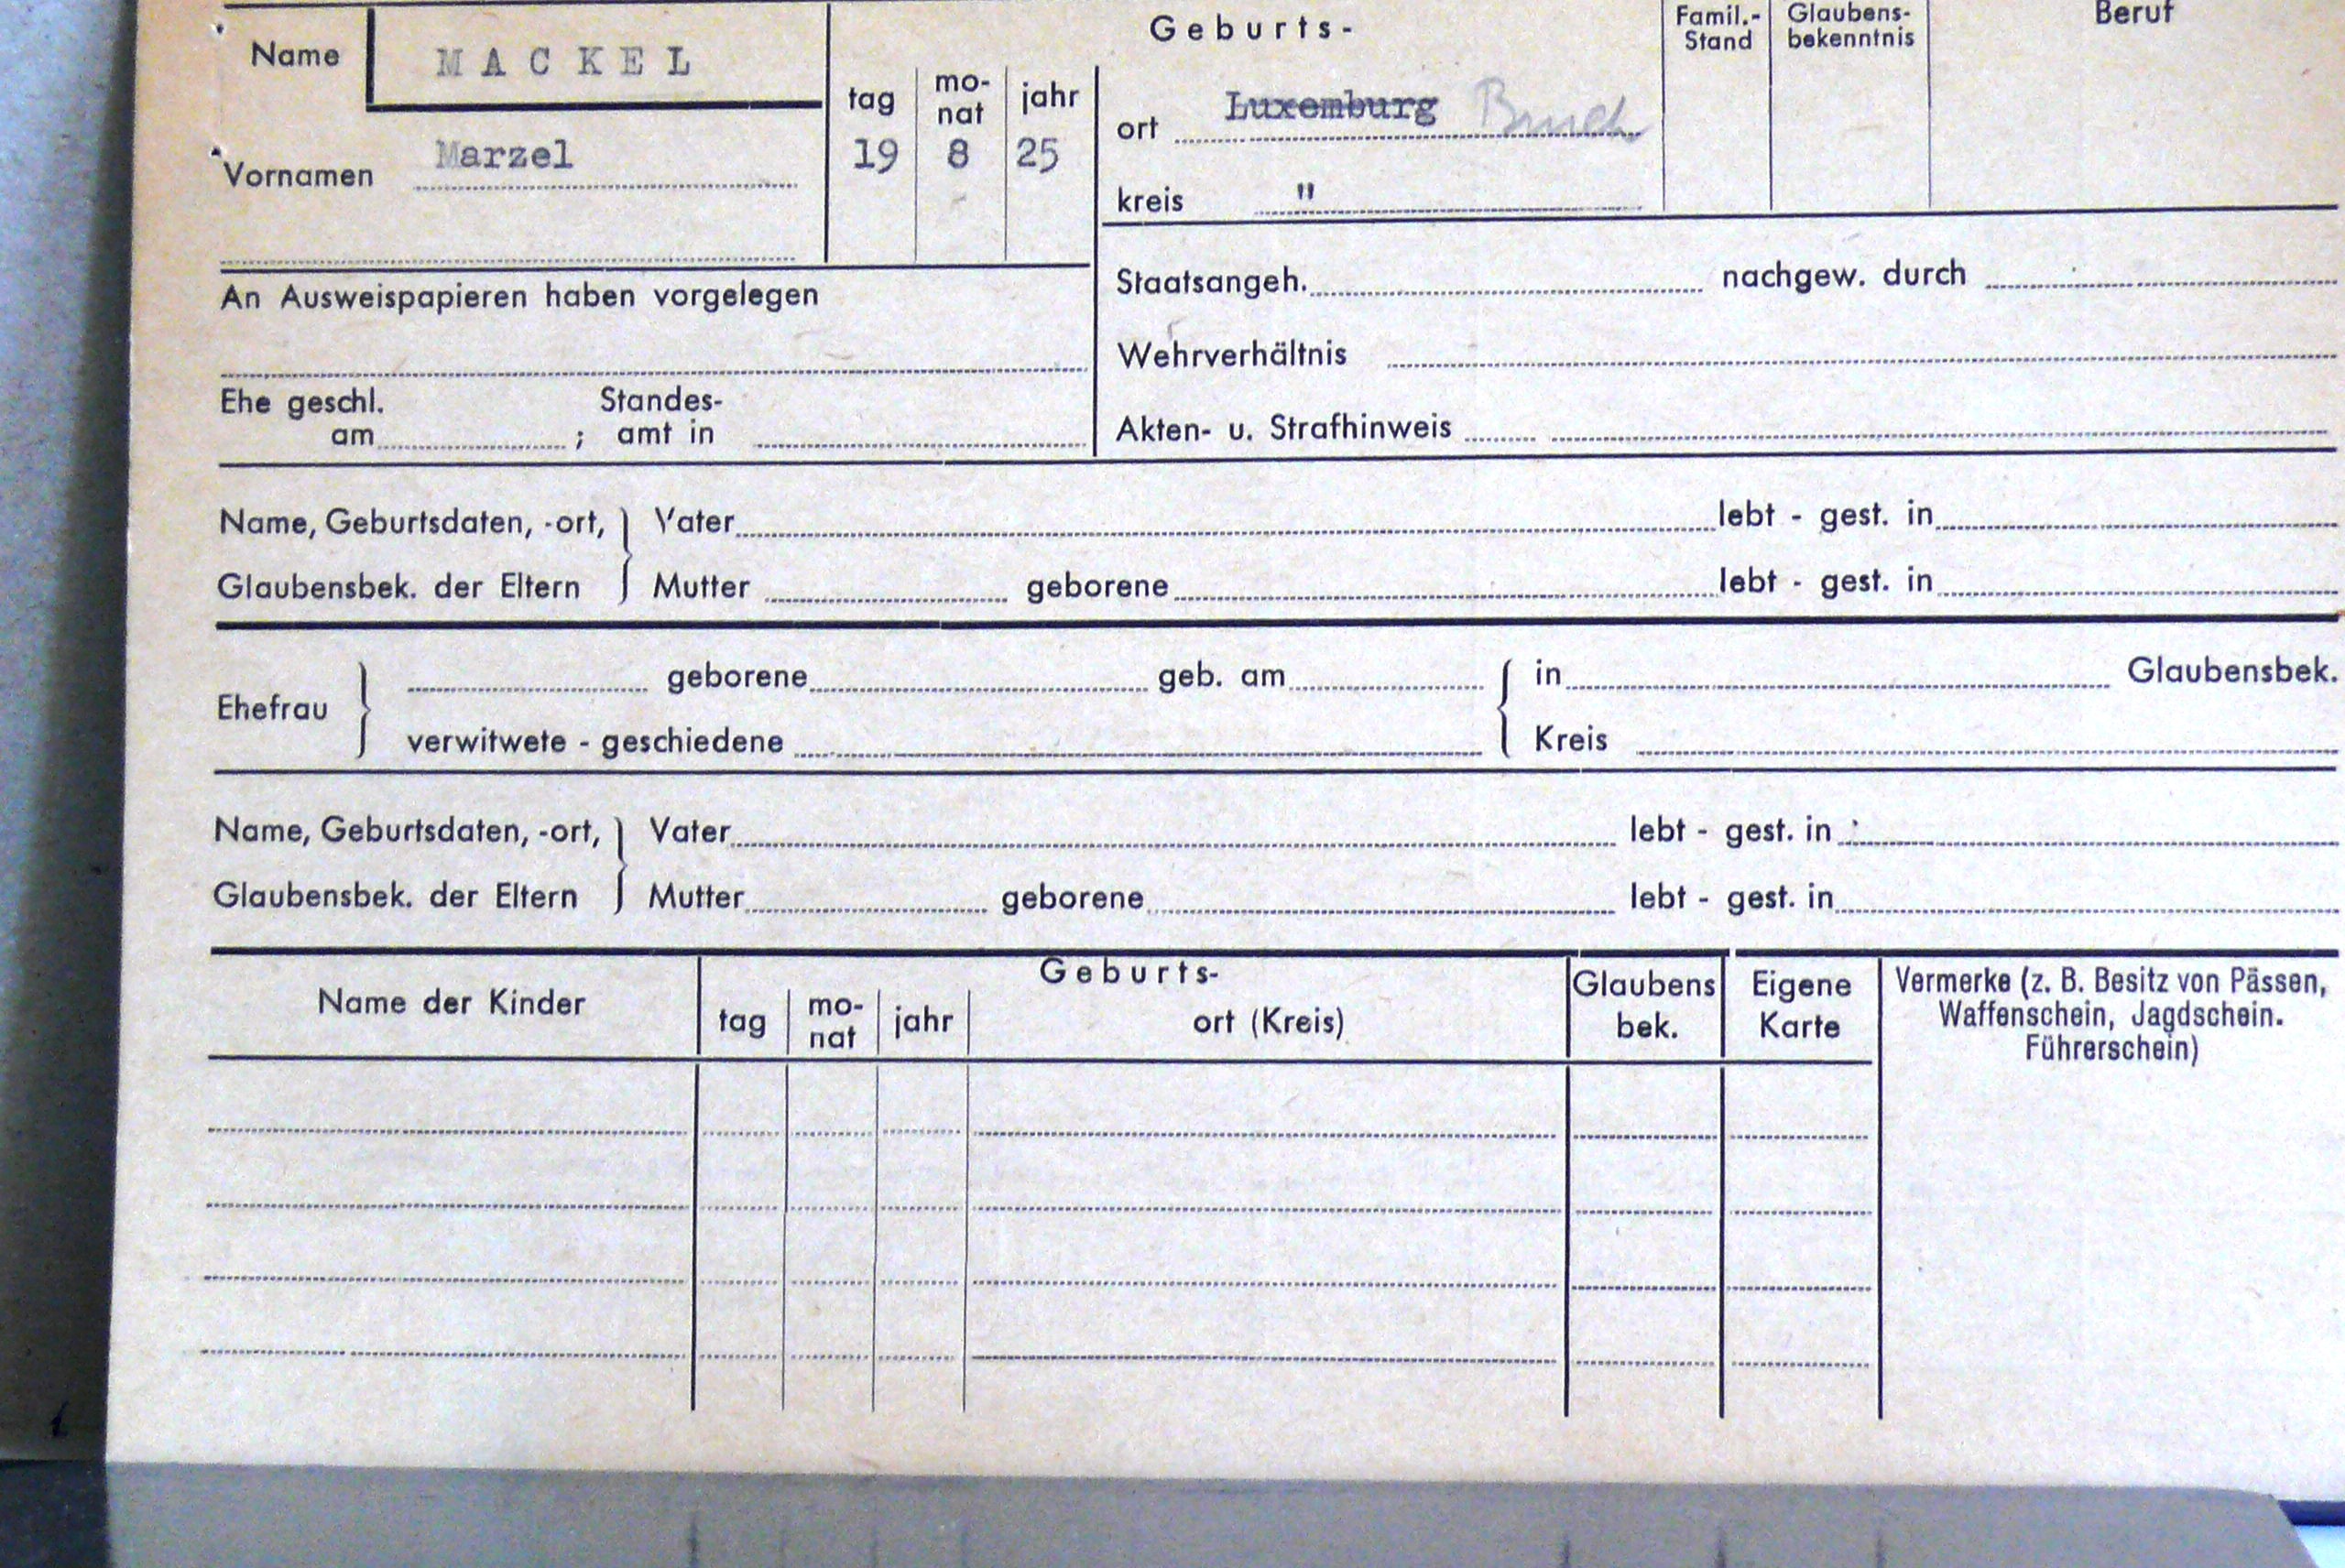 Name MACKEL
Geburts-
Famil.-Stand Glaubens-bekenntnis Beruf
tag mo-nat jahr
ort Luxemburg Bruch
Vornamen Marzel 19 8 25
kreis "
An Ausweispapieren haben vorgelegen
Staatsangeh. nachgew. durch
Wehrverhältnis
Ehe geschl. am ; Standes-amt in
Akten- u. Strafhinweis
Name, Geburtsdaten, -ort, } Vater lebt - gest. in
Glaubensbek. der Eltern } Mutter geborene lebt - gest. in
Ehefrau } geborene geb. am { in Glaubensbek.
verwitwete - geschiedene Kreis
Name, Geburtsdaten, -ort, } Vater lebt - gest. in
Glaubensbek. der Eltern } Mutter geborene lebt - gest. in
Name der Kinder
Geburts-
tag mo-nat jahr ort (Kreis)
Glaubens bek.
Eigene Karte
Vermerke (z. B. Besitz von Pässen,
Waffenschein, Jagdschein.
Führerschein)